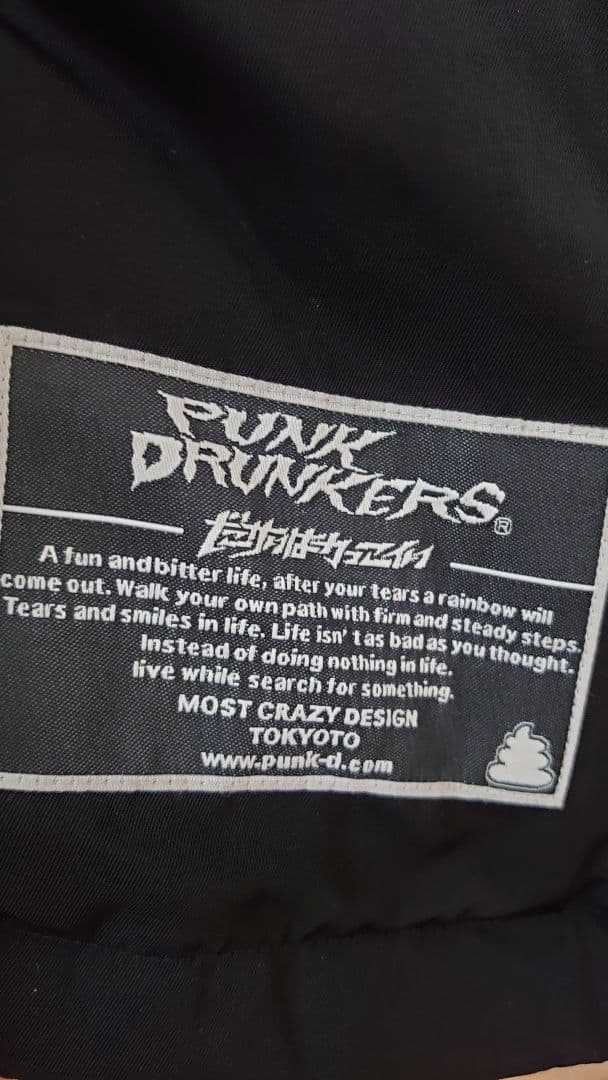 PUNK
DRUNKERS®
A fun andbitter life, after your tears a rainbow will
come out. Walk your own path with firm and steady steps.
Tears and smiles in life. Life isn't as bad as you thought.
Instead of doing nothing in life.
live while search for something.
MOST CRAZY DESIGN
TOKYOTO
www.punk-d.com